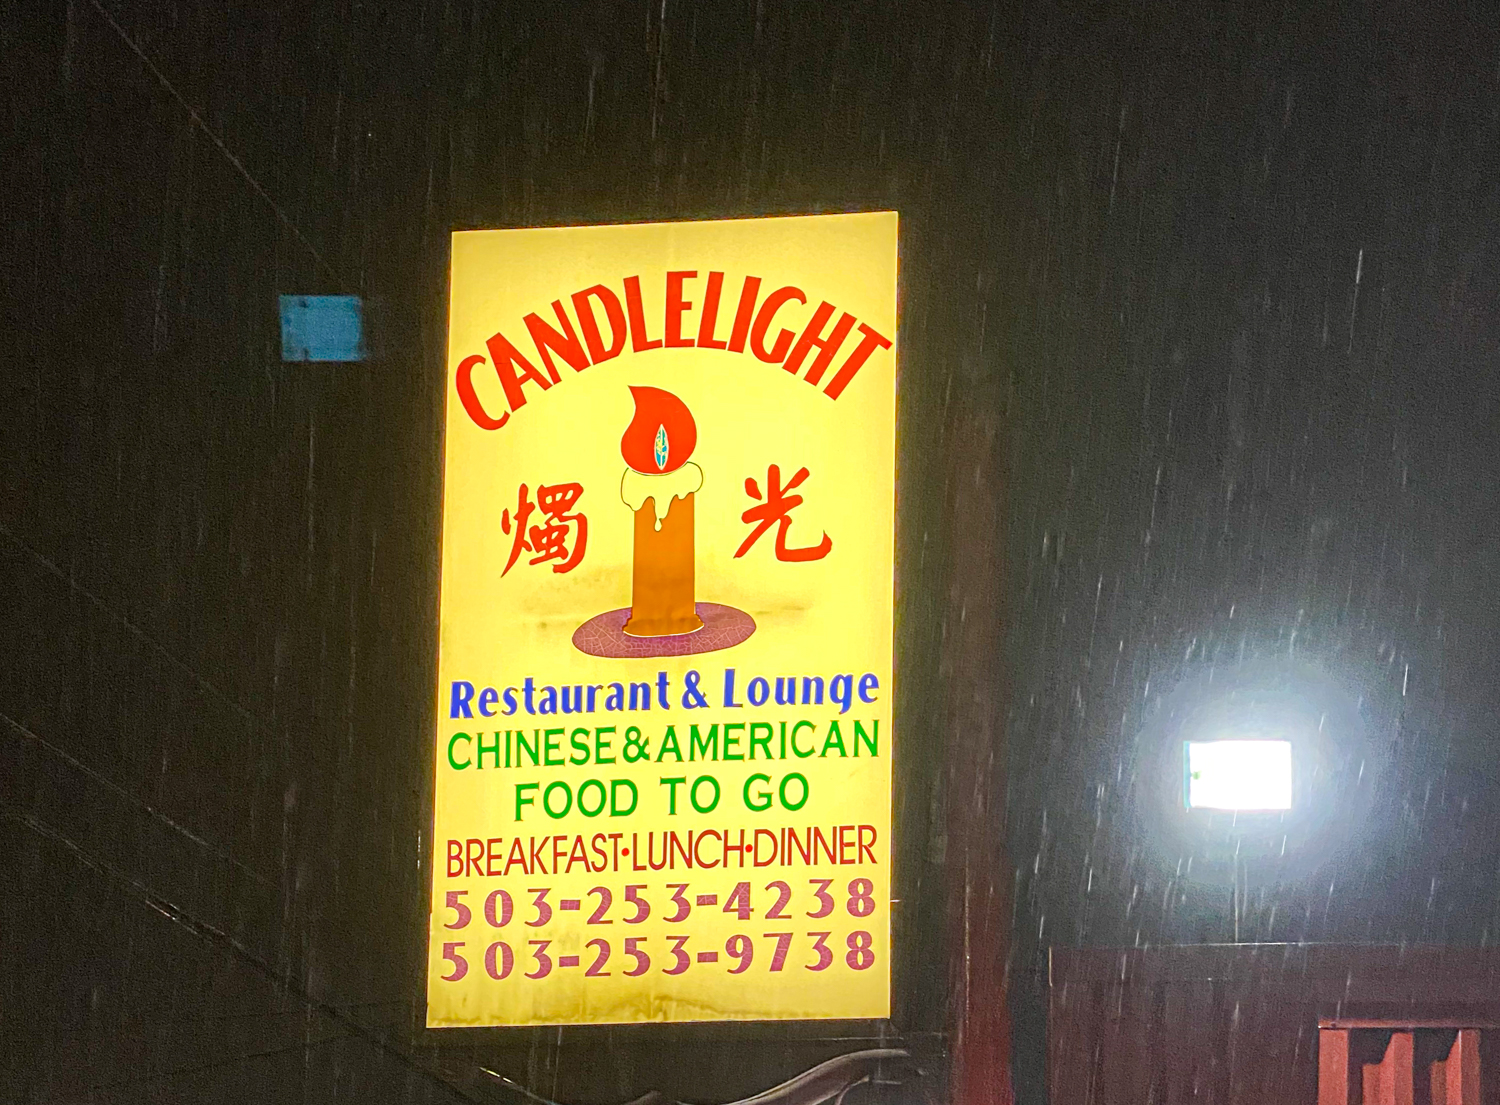 CANDLELIGHT
燭光
Restaurant & Lounge
CHINESE & AMERICAN
FOOD TO GO
BREAKFAST•LUNCH•DINNER
503-253-4238
503-253-9738